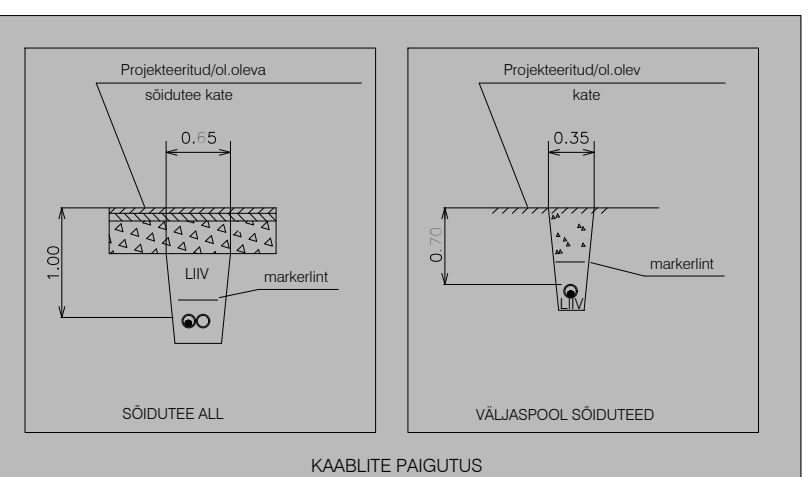 Projekteeritud/ol.oleva
sõidutee kate
0.65
1.00
LIIV
markerlint
SÕIDUTEE ALL
Projekteeritud/ol.olev
kate
0.35
0.70
markerlint
LIIV
VÄLJASPOOL SÕIDUTEED
KAABLITE PAIGUTUS